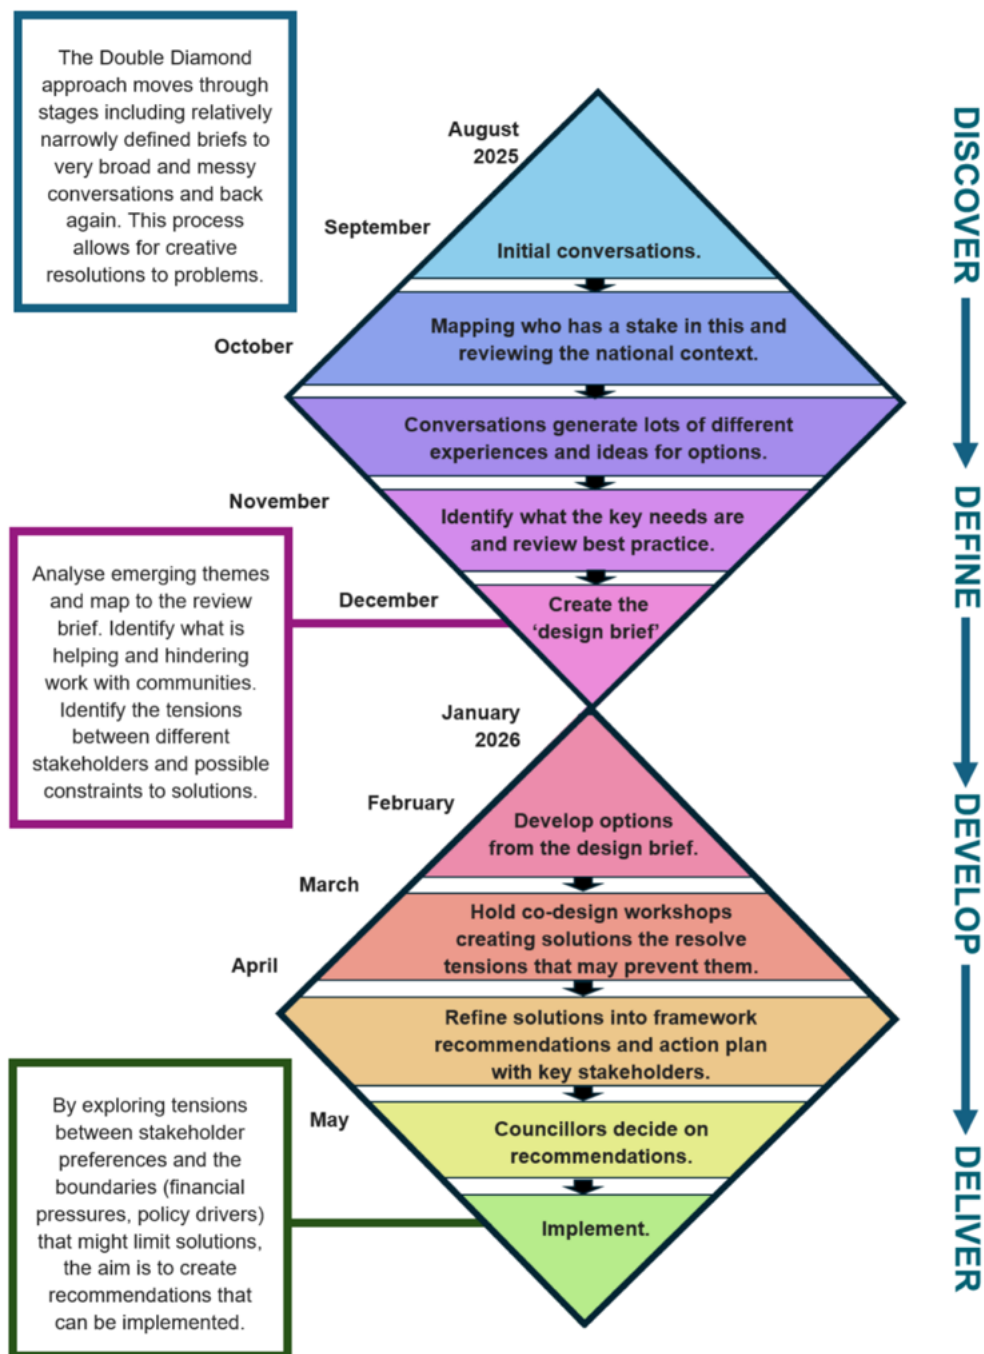 The Double Diamond
approach moves through
stages including relatively
narrowly defined briefs to
very broad and messy
conversations and back
again. This process
allows for creative
resolutions to problems.
August
2025
September
Initial conversations.
Mapping who has a stake in this and
reviewing the national context.
October
Conversations generate lots of different
experiences and ideas for options.
November
Identify what the key needs are
and review best practice.
December
Create the
‘design brief’
Analyse emerging themes
and map to the review
brief. Identify what is
helping and hindering
work with communities.
Identify the tensions
between different
stakeholders and possible
constraints to solutions.
January
2026
February
Develop options
from the design brief.
March
Hold co-design workshops
creating solutions the resolve
tensions that may prevent them.
April
Refine solutions into framework
recommendations and action plan
with key stakeholders.
May
Councillors decide on
recommendations.
Implement.
By exploring tensions
between stakeholder
preferences and the
boundaries (financial
pressures, policy drivers)
that might limit solutions,
the aim is to create
recommendations that
can be implemented.
DISCOVER
DEFINE
DEVELOP
DELIVER